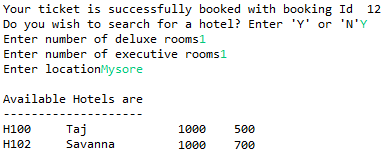 Your ticket is successfully booked with booking Id  12
Do you wish to search for a hotel? Enter 'Y' or 'N'Y
Enter number of deluxe rooms1
Enter number of executive rooms1
Enter locationMysore
Available Hotels are
--------------------
H100     Taj             1000    500
H102     Savanna         1000    700